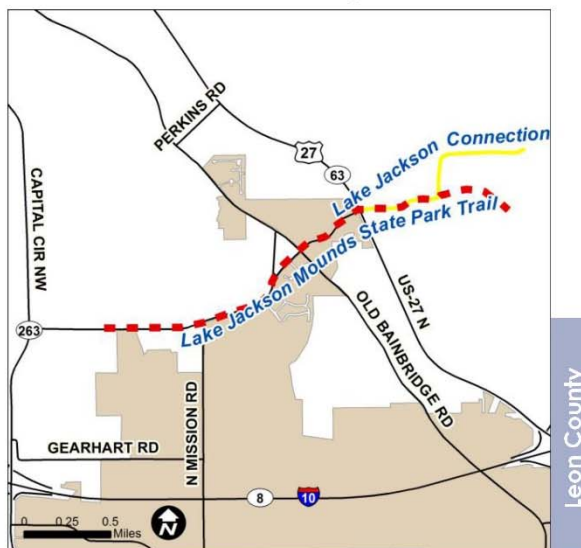 PERKINS RD
27
63
Lake Jackson Connection
CAPITAL CIR NW
Lake Jackson Mounds State Park Trail
US-27 N
263
OLD BAINBRIDGE RD
N MISSION RD
GEARHART RD
8
10
0 0.25 0.5
Miles
N
Leon County